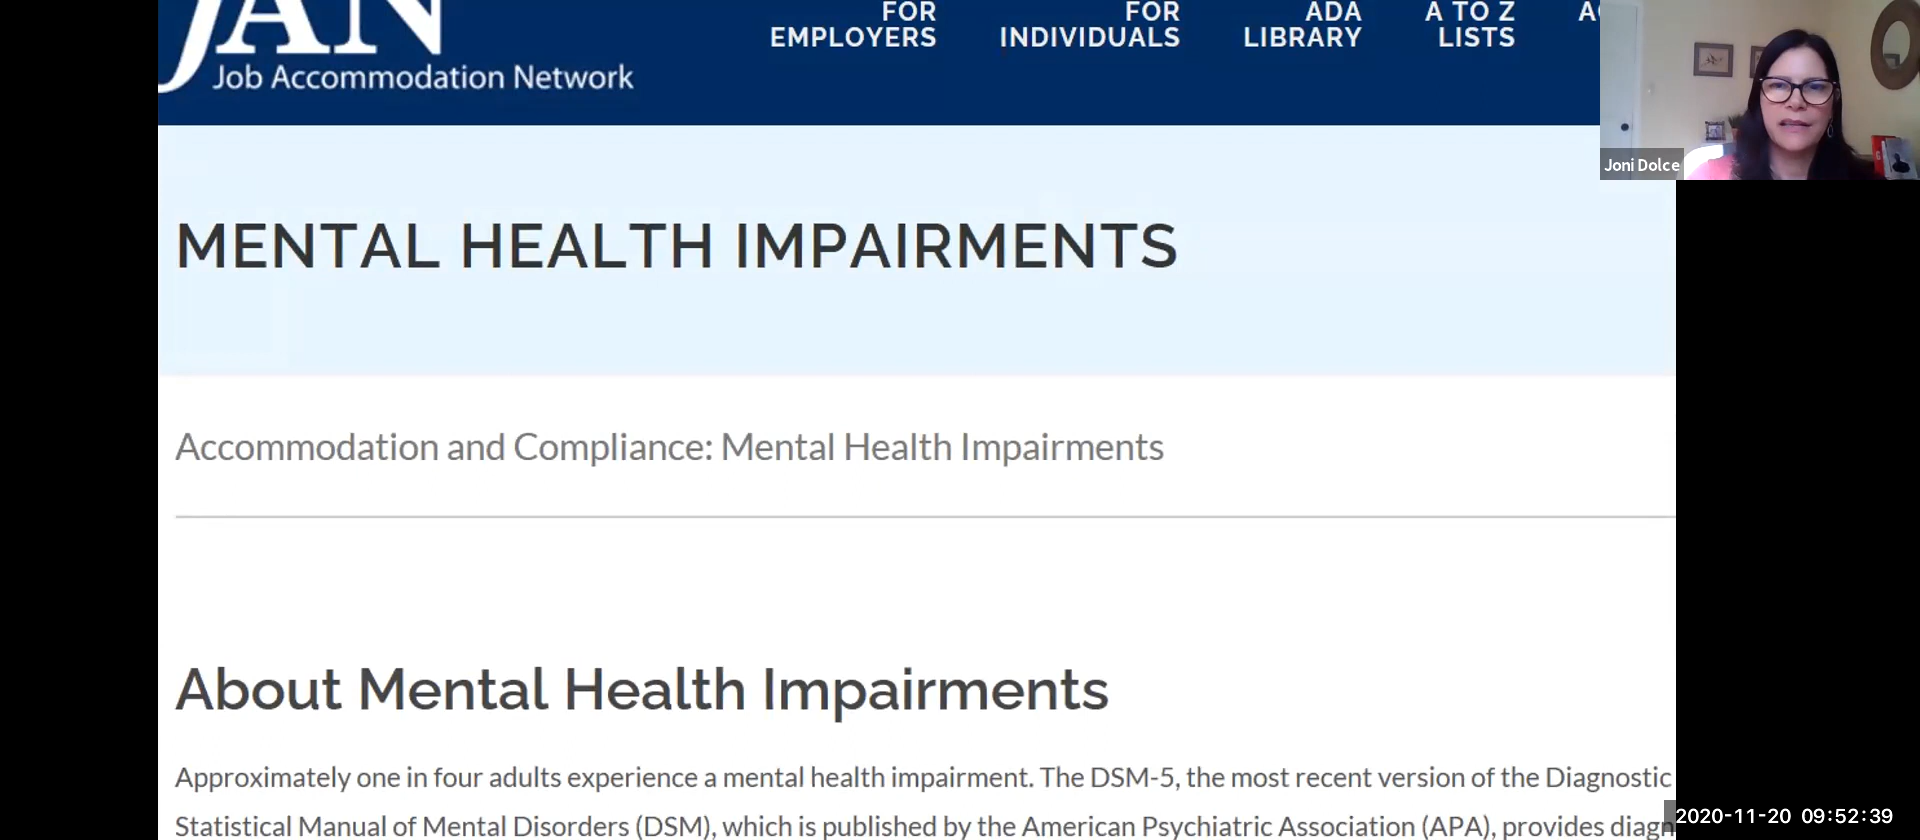 JAN
Job Accommodation Network
FOR
EMPLOYERS
FOR
INDIVIDUALS
ADA
LIBRARY
A TO Z
LISTS
Joni Dolce
MENTAL HEALTH IMPAIRMENTS
Accommodation and Compliance: Mental Health Impairments
About Mental Health Impairments
Approximately one in four adults experience a mental health impairment. The DSM-5, the most recent version of the Diagnostic
Statistical Manual of Mental Disorders (DSM), which is published by the American Psychiatric Association (APA), provides diagn
2020-11-20 09:52:39